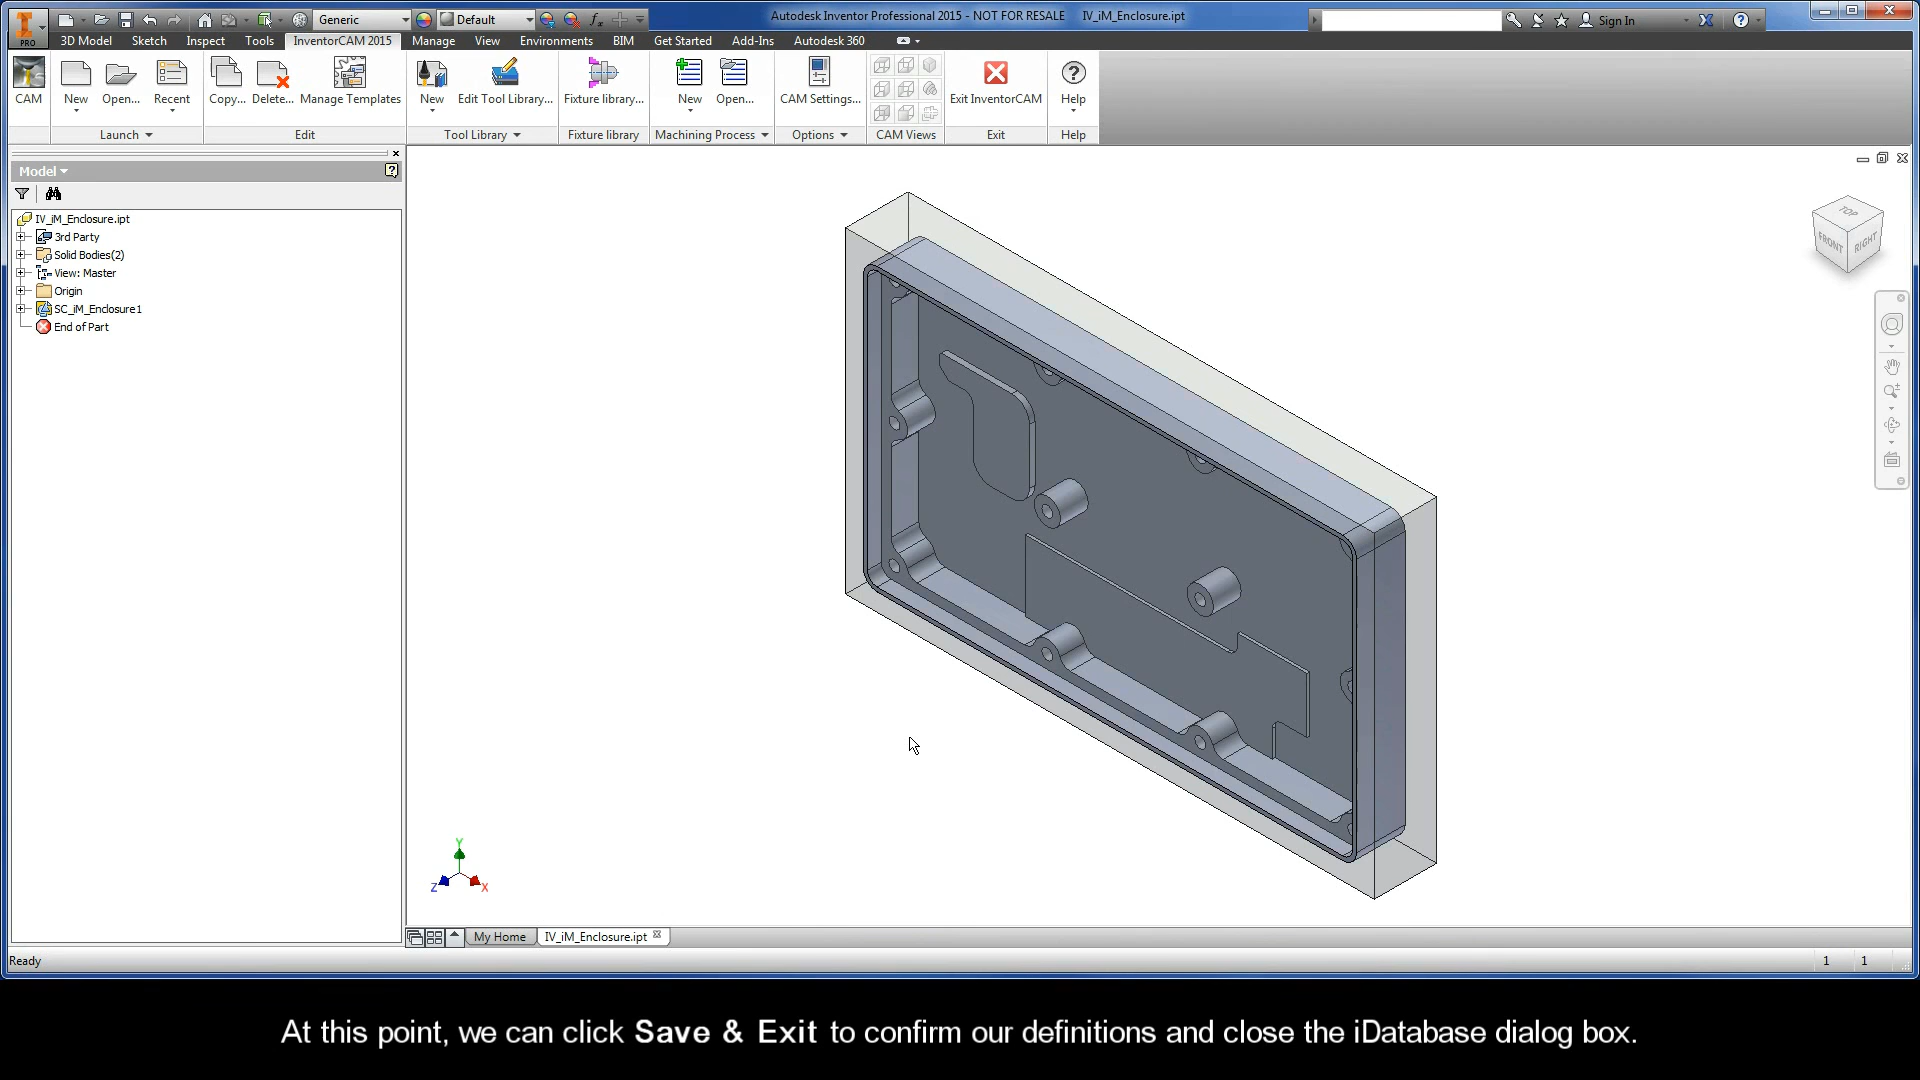 Generic
Default
Autodesk Inventor Professional 2015 - NOT FOR RESALE IV_iM_Enclosure.ipt
Sign In
PRO
3D Model
Sketch
Inspect
Tools
InventorCAM 2015
Manage
View
Environments
BIM
Get Started
Add-Ins
Autodesk 360
CAM
New
Open...
Recent
Copy...
Delete...
Manage Templates
New
Edit Tool Library...
Fixture library...
New
Open...
CAM Settings...
Exit InventorCAM
Help
Launch
Edit
Tool Library
Fixture library
Machining Process
Options
CAM Views
Exit
Help
Model
IV_iM_Enclosure.ipt
3rd Party
Solid Bodies(2)
View: Master
Origin
SC_iM_Enclosure1
End of Part
TOP
FRONT
RIGHT
Y
Z
X
My Home
IV_iM_Enclosure.ipt
Ready
1
1
At this point, we can click Save & Exit to confirm our definitions and close the iDatabase dialog box.